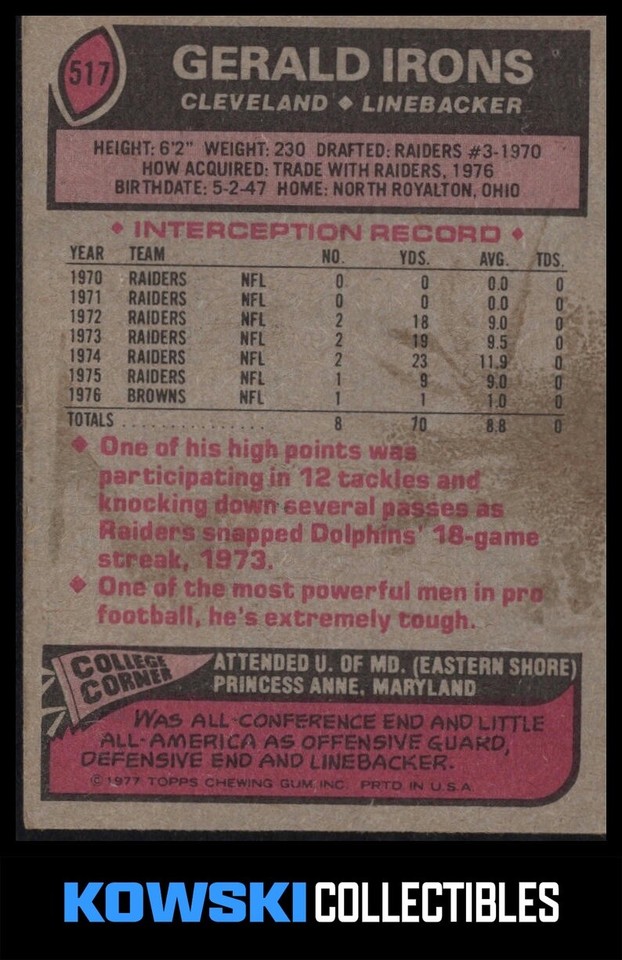 517
GERALD IRONS
CLEVELAND ◆ LINEBACKER
HEIGHT: 6'2" WEIGHT: 230 DRAFTED: RAIDERS #3-1970
HOW ACQUIRED: TRADE WITH RAIDERS, 1976
BIRTHDATE: 5-2-47 HOME: NORTH ROYALTON, OHIO
◆ INTERCEPTION RECORD ◆
YEAR TEAM NO. YDS. AVG. TDS.
1970 RAIDERS NFL 0 0 0.0 0
1971 RAIDERS NFL 0 0 0.0 0
1972 RAIDERS NFL 2 18 9.0 0
1973 RAIDERS NFL 2 19 9.5 0
1974 RAIDERS NFL 2 23 11.9 0
1975 RAIDERS NFL 1 9 9.0 0
1976 BROWNS NFL 1 1 1.0 0
TOTALS ............... 8 70 8.8 0
◆ One of his high points was
participating in 12 tackles and
knocking down several passes as
Raiders snapped Dolphins' 18-game
streak, 1973.
◆ One of the most powerful men in pro
football, he's extremely tough.
COLLEGE
CORNER
ATTENDED U. OF MD. (EASTERN SHORE)
PRINCESS ANNE, MARYLAND
WAS ALL-CONFERENCE END AND LITTLE
ALL-AMERICA AS OFFENSIVE GUARD,
DEFENSIVE END AND LINEBACKER.
© 1977 TOPPS CHEWING GUM, INC. PRTD. IN U.S.A.
KOWSKI COLLECTIBLES